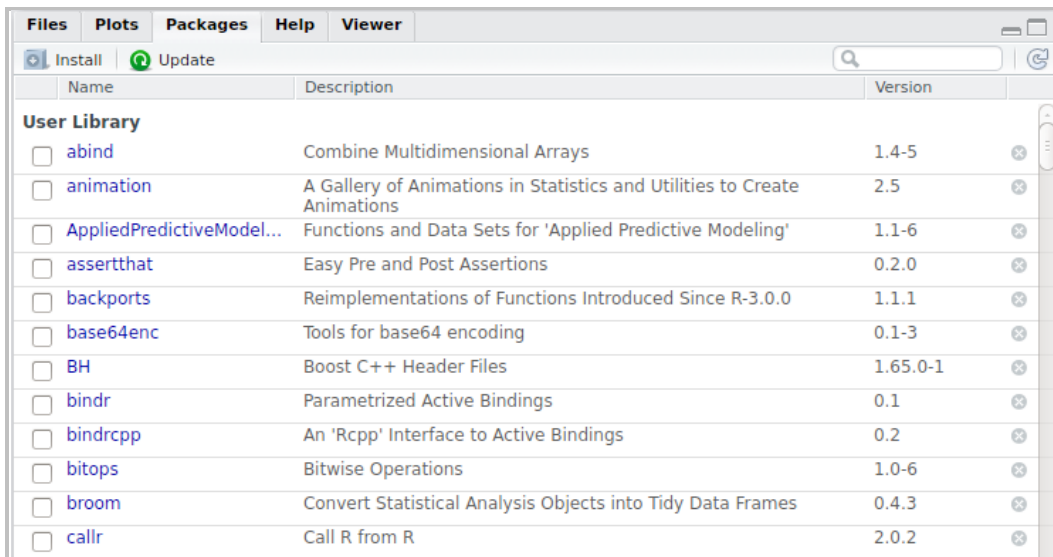 Files Plots Packages Help Viewer
Install Update
Name Description Version
User Library
abind Combine Multidimensional Arrays 1.4-5
animation A Gallery of Animations in Statistics and Utilities to Create 2.5
Animations
AppliedPredictiveModel... Functions and Data Sets for 'Applied Predictive Modeling' 1.1-6
assertthat Easy Pre and Post Assertions 0.2.0
backports Reimplementations of Functions Introduced Since R-3.0.0 1.1.1
base64enc Tools for base64 encoding 0.1-3
BH Boost C++ Header Files 1.65.0-1
bindr Parametrized Active Bindings 0.1
bindrcpp An 'Rcpp' Interface to Active Bindings 0.2
bitops Bitwise Operations 1.0-6
broom Convert Statistical Analysis Objects into Tidy Data Frames 0.4.3
callr Call R from R 2.0.2